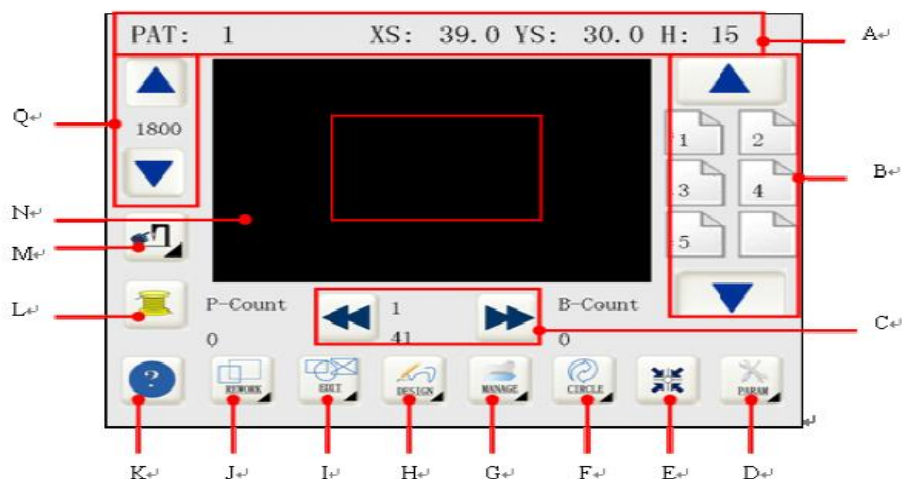 PAT: 1 XS: 39.0 YS: 30.0 H: 15
A
Q
1800
1 2
B
3 4
N
5
M
L
P-Count
1
B-Count
C
0
41
0
?
REWORK
EDIT
DESIGN
MANAGE
CIRCLE
PARAM
K J I H G F E D